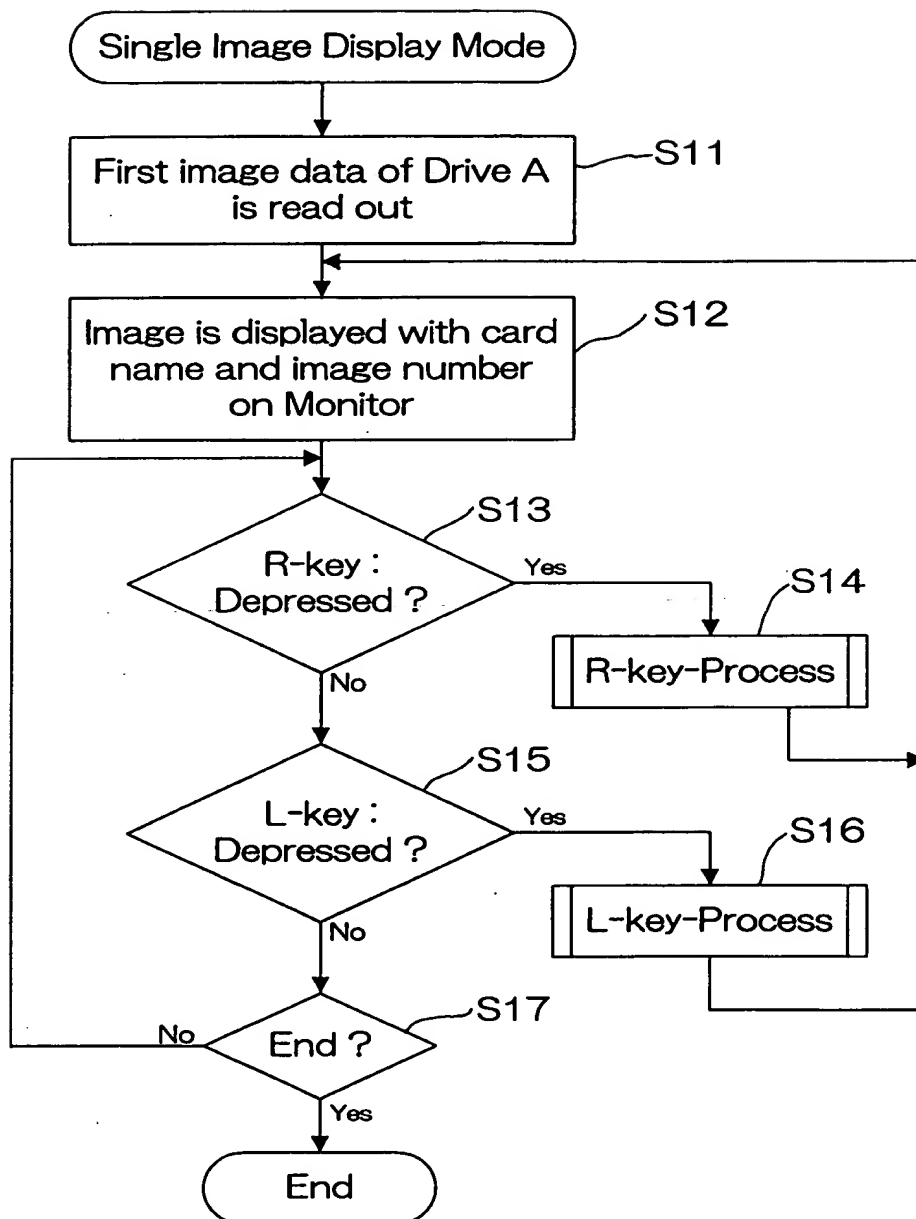 Single Image Display Mode
S11
First image data of Drive A
is read out
S12
Image is displayed with card
name and image number
on Monitor
S13
R-key :
Depressed ?
Yes
S14
R-key-Process
No
S15
L-key :
Depressed ?
Yes
S16
L-key-Process
No
S17
End ?
No
Yes
End